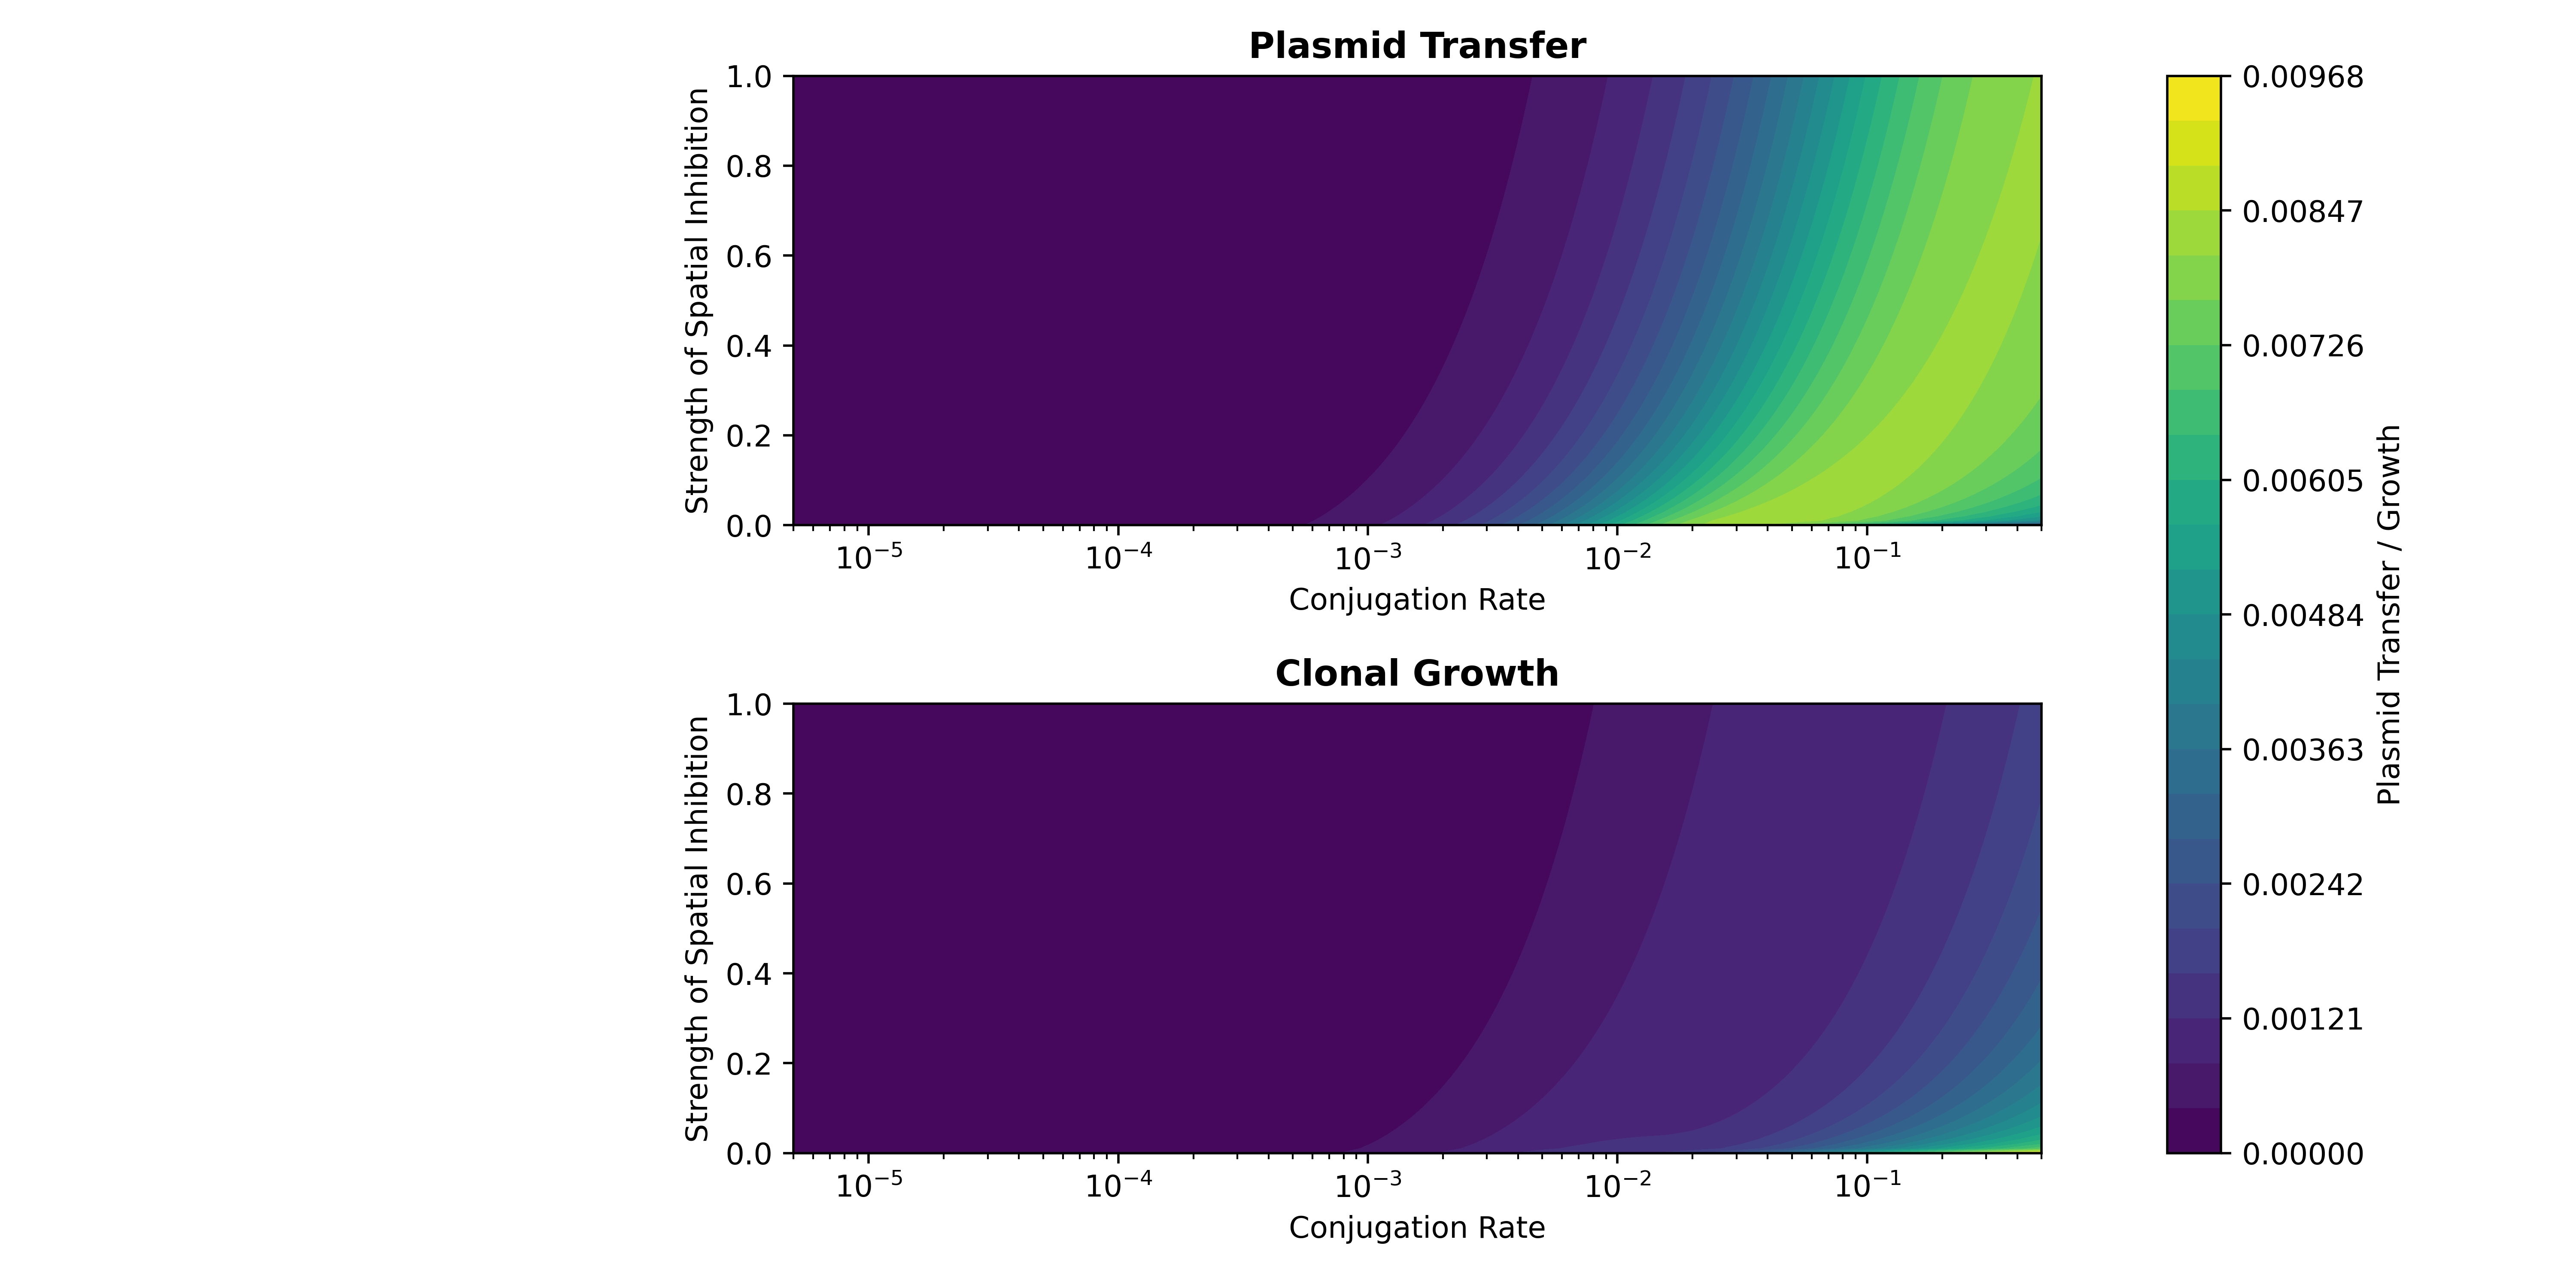 Plasmid Transfer
Strength of Spatial Inhibition
1.0
0.8
0.6
0.4
0.2
0.0
10⁻⁵ 10⁻⁴ 10⁻³ 10⁻² 10⁻¹
Conjugation Rate
Clonal Growth
Strength of Spatial Inhibition
1.0
0.8
0.6
0.4
0.2
0.0
10⁻⁵ 10⁻⁴ 10⁻³ 10⁻² 10⁻¹
Conjugation Rate
0.00968
0.00847
0.00726
0.00605
0.00484
0.00363
0.00242
0.00121
0.00000
Plasmid Transfer / Growth